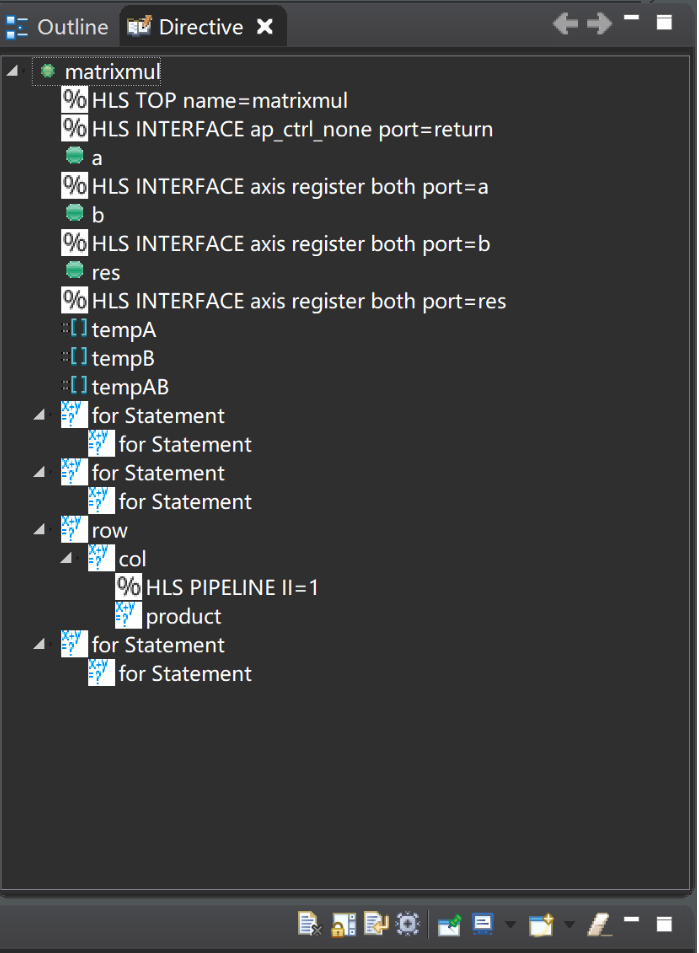 Outline Directive
matrixmul
% HLS TOP name=matrixmul
% HLS INTERFACE ap_ctrl_none port=return
a
% HLS INTERFACE axis register both port=a
b
% HLS INTERFACE axis register both port=b
res
% HLS INTERFACE axis register both port=res
[] tempA
[] tempB
[] tempAB
for Statement
for Statement
for Statement
for Statement
row
col
% HLS PIPELINE II=1
product
for Statement
for Statement